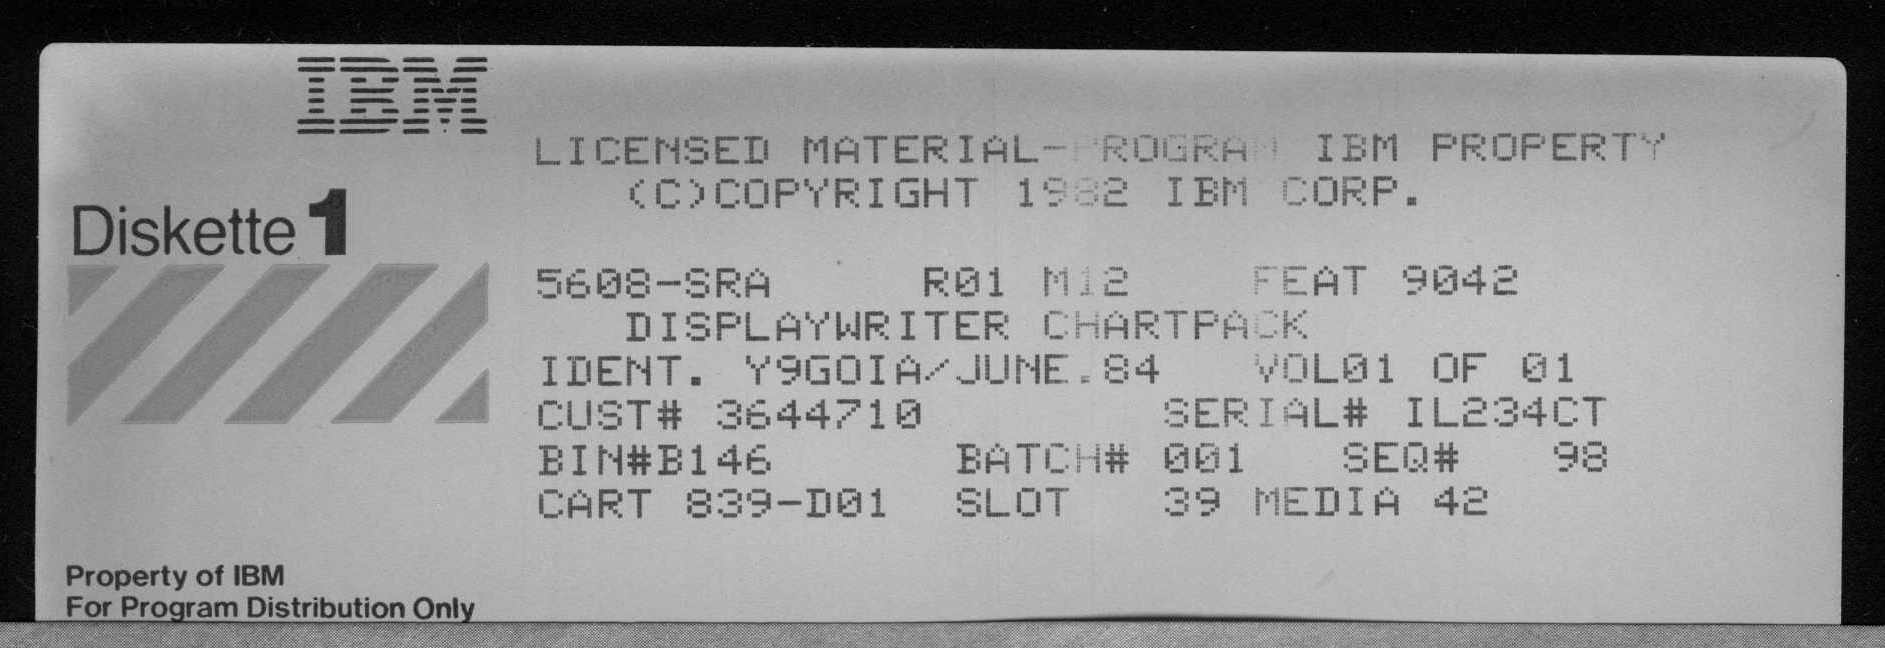 IBM
LICENSED MATERIAL-PROGRAM IBM PROPERTY
(C)COPYRIGHT 1982 IBM CORP.
Diskette 1
5608-SRA R01 M12 FEAT 9042
DISPLAYWRITER CHARTPACK
IDENT. Y9GOIA/JUNE.84 VOL01 OF 01
CUST# 3644710 SERIAL# IL234CT
BIN#B146 BATCH# 001 SEQ# 98
CART 839-D01 SLOT 39 MEDIA 42
Property of IBM
For Program Distribution Only